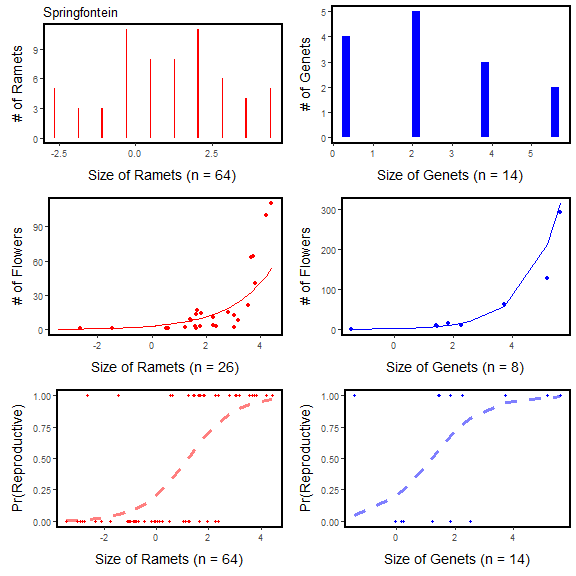 Springfontein
# of Ramets
9
6
3
0
-2.5 0.0 2.5
Size of Ramets (n = 64)
# of Genets
5
4
3
2
1
0
0 1 2 3 4 5
Size of Genets (n = 14)
# of Flowers
90
60
30
0
-2 0 2 4
Size of Ramets (n = 26)
# of Flowers
300
200
100
0
-2 0 2 4
Size of Genets (n = 8)
Pr(Reproductive)
1.00
0.75
0.50
0.25
0.00
-2 0 2 4
Size of Ramets (n = 64)
Pr(Reproductive)
1.00
0.75
0.50
0.25
0.00
0 2 4
Size of Genets (n = 14)